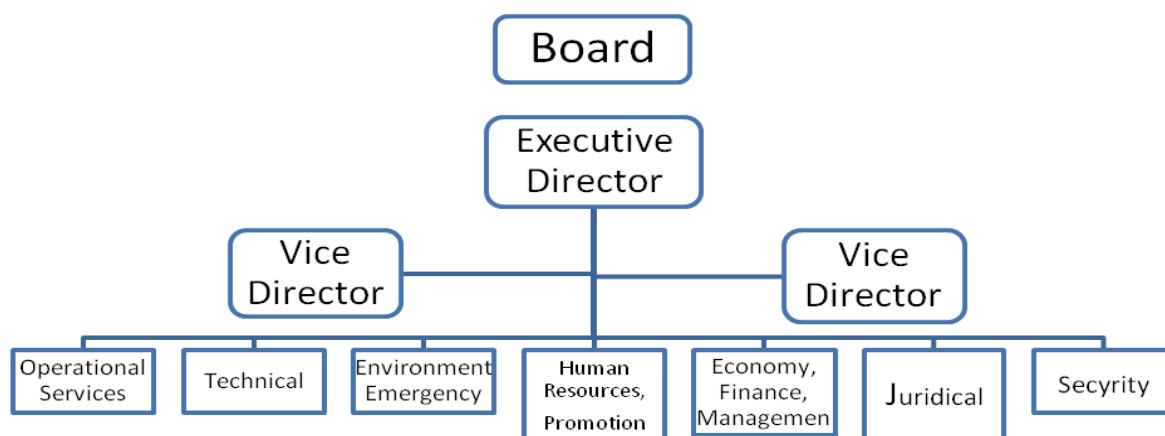 Board
Executive
Director
Vice
Director
Vice
Director
Operational
Services
Technical
Environment
Emergency
Human
Resources,
Promotion
Economy,
Finance,
Managemen
Juridical
Secyrity